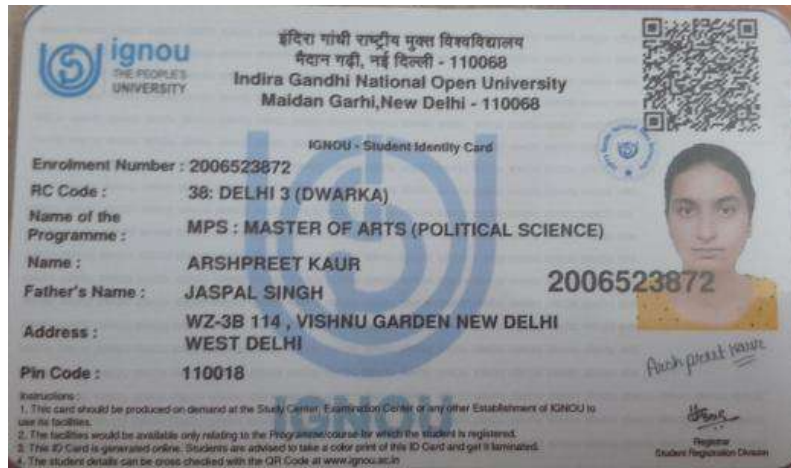 ignou
THE PEOPLE'S
UNIVERSITY
इंदिरा गांधी राष्ट्रीय मुक्त विश्वविद्यालय
मैदान गढ़ी, नई दिल्ली - 110068
Indira Gandhi National Open University
Maidan Garhi,New Delhi - 110068
IGNOU - Student Identity Card
Enrolment Number : 2006523872
RC Code : 38: DELHI 3 (DWARKA)
Name of the
Programme : MPS : MASTER OF ARTS (POLITICAL SCIENCE)
Name : ARSHPREET KAUR
2006523872
Father's Name : JASPAL SINGH
Address : WZ-3B 114 , VISHNU GARDEN NEW DELHI
WEST DELHI
Pin Code : 110018
Arshpreet Kaur
IGNOU
Instructions :
1. This card should be produced on demand at the Study Center, Examination Center or any other Establishment of IGNOU to
use its facilities.
2. The facilities would be available only relating to the Programme/course for which the student is registered.
3. This ID Card is generated online. Students are advised to take a color print of this ID Card and get it laminated.
4. The student details can be cross checked with the QR Code at www.ignou.ac.in
Registrar
Student Registration Division